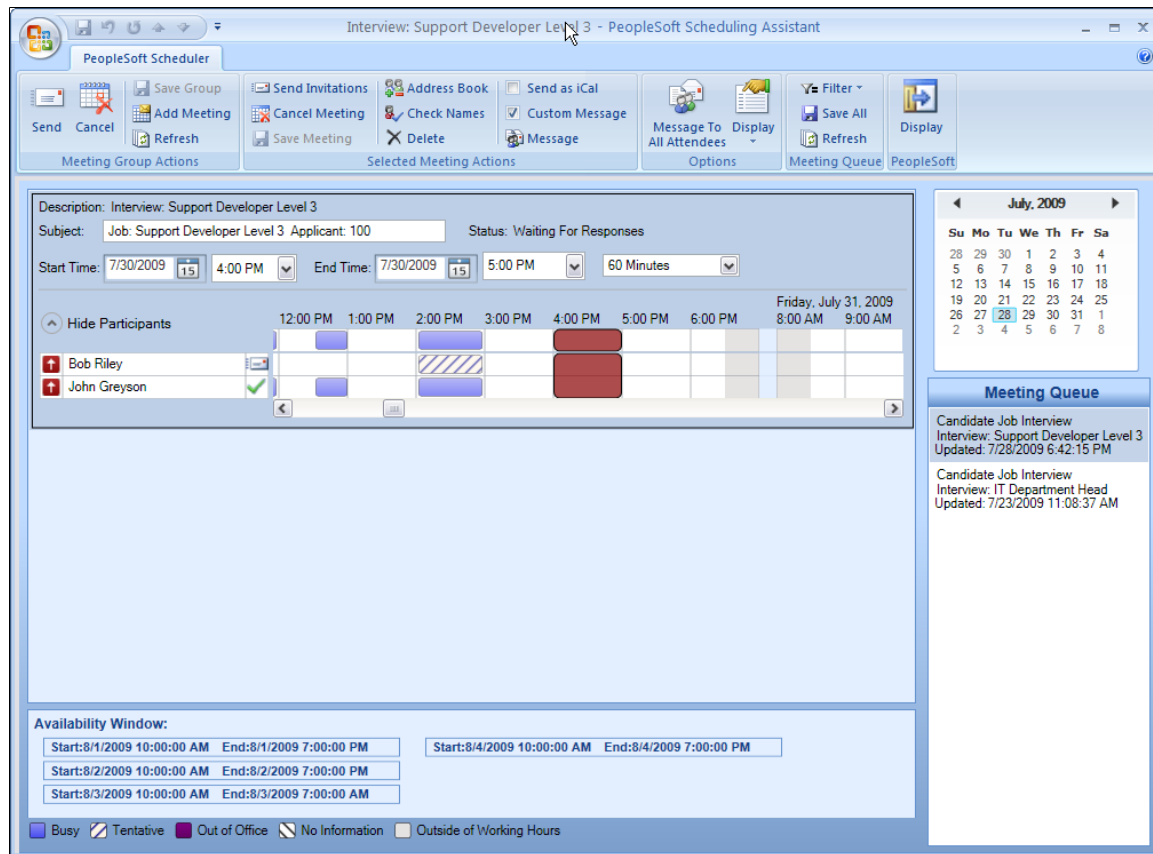 Interview: Support Developer Level 3 - PeopleSoft Scheduling Assistant
PeopleSoft Scheduler
Send
Cancel
Save Group
Add Meeting
Refresh
Meeting Group Actions
Send Invitations
Cancel Meeting
Save Meeting
Address Book
Check Names
Delete
Send as iCal
Custom Message
Message
Selected Meeting Actions
Message To
All Attendees
Display
Options
Filter
Save All
Refresh
Meeting Queue
Display
PeopleSoft
Description: Interview: Support Developer Level 3
Subject: Job: Support Developer Level 3 Applicant: 100 Status: Waiting For Responses
Start Time: 7/30/2009 15 4:00 PM End Time: 7/30/2009 15 5:00 PM 60 Minutes
Friday, July 31, 2009
Hide Participants 12:00 PM 1:00 PM 2:00 PM 3:00 PM 4:00 PM 5:00 PM 6:00 PM 8:00 AM 9:00 AM
Bob Riley
John Greyson
July, 2009
Su Mo Tu We Th Fr Sa
28 29 30 1 2 3 4
5 6 7 8 9 10 11
12 13 14 15 16 17 18
19 20 21 22 23 24 25
26 27 28 29 30 31 1
2 3 4 5 6 7 8
Meeting Queue
Candidate Job Interview
Interview: Support Developer Level 3
Updated: 7/28/2009 6:42:15 PM
Candidate Job Interview
Interview: IT Department Head
Updated: 7/23/2009 11:08:37 AM
Availability Window:
Start:8/1/2009 10:00:00 AM End:8/1/2009 7:00:00 PM
Start:8/4/2009 10:00:00 AM End:8/4/2009 7:00:00 PM
Start:8/2/2009 10:00:00 AM End:8/2/2009 7:00:00 PM
Start:8/3/2009 10:00:00 AM End:8/3/2009 7:00:00 AM
Busy Tentative Out of Office No Information Outside of Working Hours